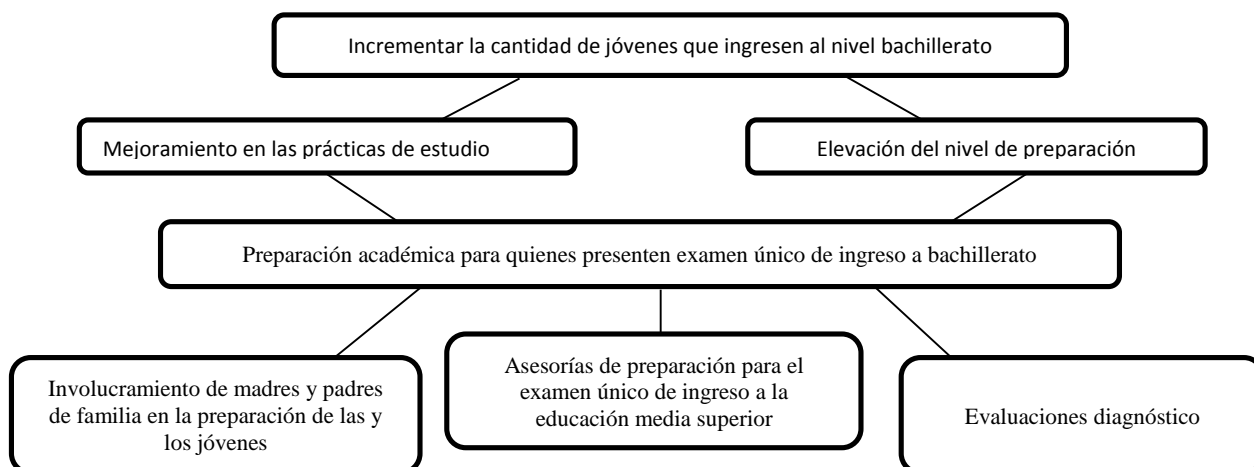 Incrementar la cantidad de jóvenes que ingresen al nivel bachillerato
Mejoramiento en las prácticas de estudio
Elevación del nivel de preparación
Preparación académica para quienes presenten examen único de ingreso a bachillerato
Involucramiento de madres y padres
de familia en la preparación de las y
los jóvenes
Asesorías de preparación para el
examen único de ingreso a la
educación media superior
Evaluaciones diagnóstico